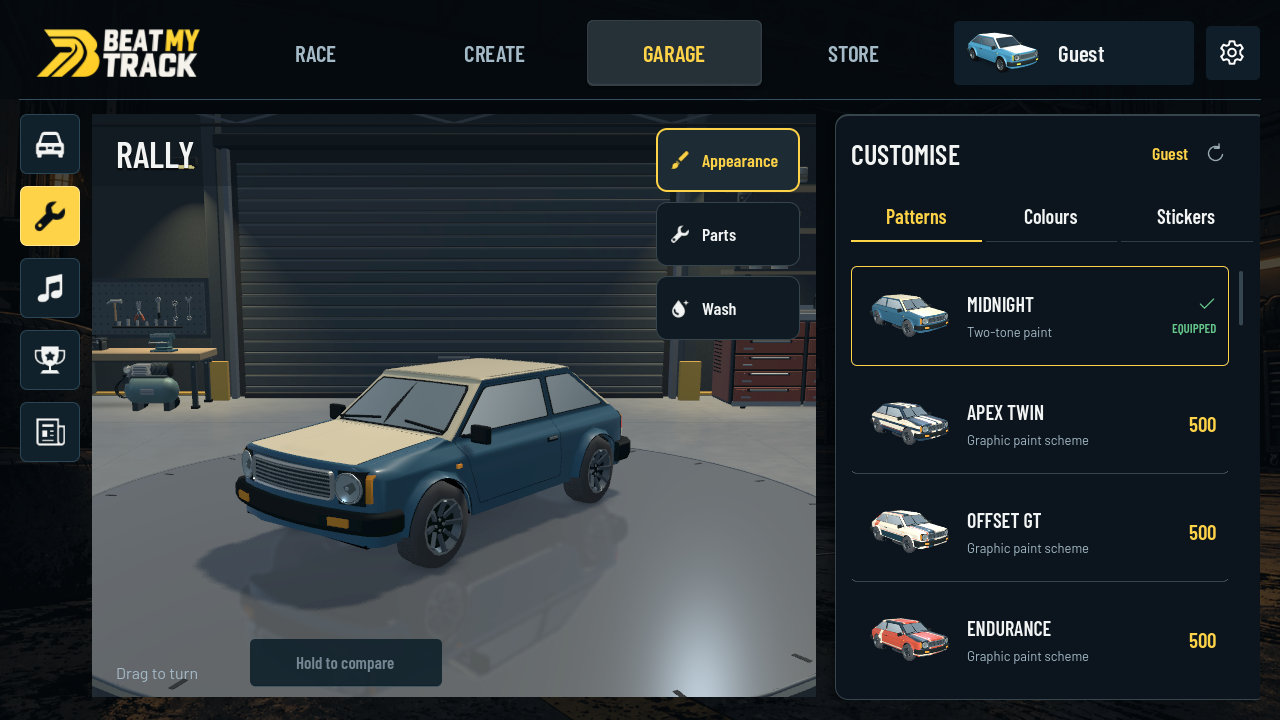 BEATMY
TRACK
RACE
CREATE
GARAGE
STORE
Guest
RALLY
Appearance
Parts
Wash
Drag to turn
Hold to compare
CUSTOMISE
Guest
Patterns
Colours
Stickers
MIDNIGHT
Two-tone paint
EQUIPPED
APEX TWIN
Graphic paint scheme
500
OFFSET GT
Graphic paint scheme
500
ENDURANCE
Graphic paint scheme
500